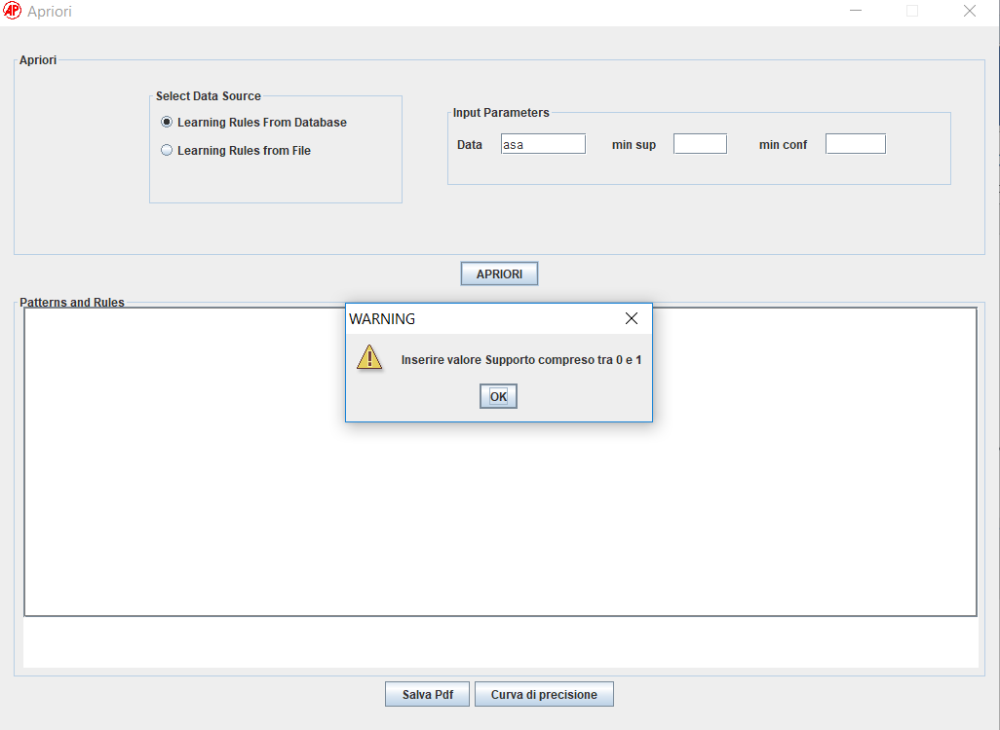 AP Apriori
Apriori
Select Data Source
Learning Rules From Database
Learning Rules from File
Input Parameters
Data asa min sup min conf
APRIORI
Patterns and Rules
WARNING
Inserire valore Supporto compreso tra 0 e 1
OK
Salva Pdf Curva di precisione